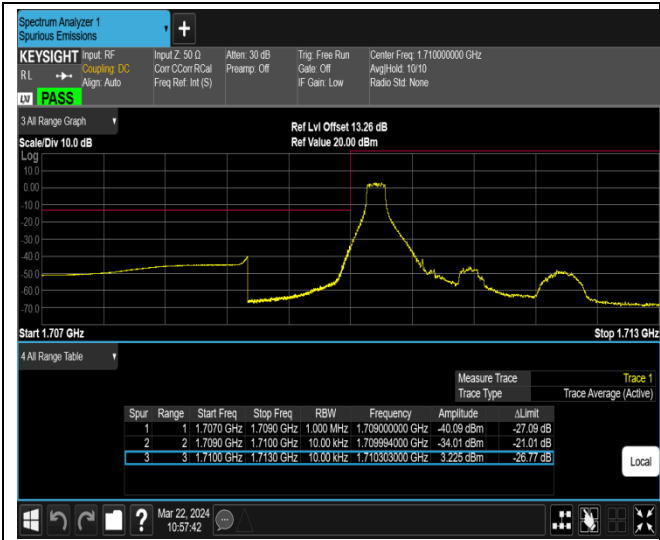 Spectrum Analyzer 1
Spurious Emissions
KEYSIGHT
RL
LXI PASS
Input: RF
Coupling: DC
Align: Auto
Input Z: 50 Ω
Corr CCorr RCal
Freq Ref: Int (S)
Atten: 30 dB
Preamp: Off
Trig: Free Run
Gate: Off
IF Gain: Low
Center Freq: 1.710000000 GHz
Avg|Hold: 10/10
Radio Std: None
3 All Range Graph
Scale/Div 10.0 dB
Ref Lvl Offset 13.26 dB
Ref Value 20.00 dBm
Log
10.0
0.00
-10.0
-20.0
-30.0
-40.0
-50.0
-60.0
-70.0
Start 1.707 GHz Stop 1.713 GHz
4 All Range Table
Measure Trace Trace 1
Trace Type Trace Average (Active)
Spur Range Start Freq Stop Freq RBW Frequency Amplitude ΔLimit
1 1 1.7070 GHz 1.7090 GHz 1.000 MHz 1.709000000 GHz -40.09 dBm -27.09 dB
2 2 1.7090 GHz 1.7100 GHz 10.00 kHz 1.709994000 GHz -34.01 dBm -21.01 dB
3 3 1.7100 GHz 1.7130 GHz 10.00 kHz 1.710303000 GHz 3.225 dBm -26.77 dB
Local
Mar 22, 2024
10:57:42